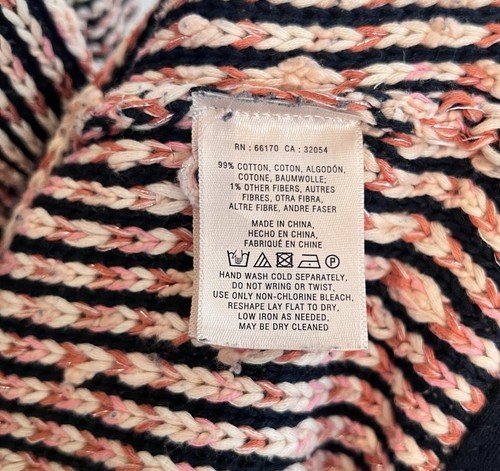 RN : 66170 CA : 32054
99% COTTON, COTON, ALGODÓN,
COTONE, BAUMWOLLE;
1% OTHER FIBERS, AUTRES
FIBRES, OTRA FIBRA,
ALTRE FIBRE, ANDRE FASER
MADE IN CHINA,
HECHO EN CHINA,
FABRIQUÉ EN CHINE
P
HAND WASH COLD SEPARATELY,
DO NOT WRING OR TWIST,
USE ONLY NON-CHLORINE BLEACH,
RESHAPE LAY FLAT TO DRY,
LOW IRON AS NEEDED,
MAY BE DRY CLEANED